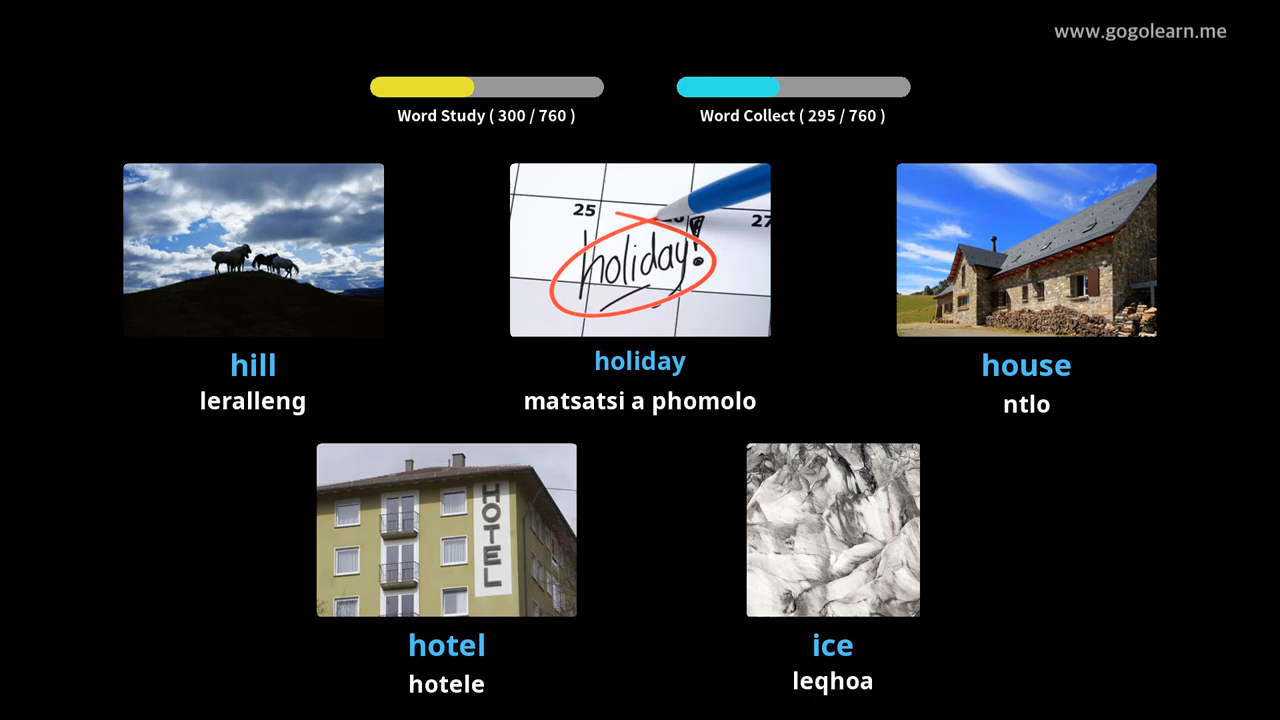 www.gogolearn.me
Word Study ( 300 / 760 )
Word Collect ( 295 / 760 )
25
27
holiday!
hill
leralleng
holiday
matsatsi a phomolo
house
ntlo
HOTEL
hotel
hotele
ice
leqhoa